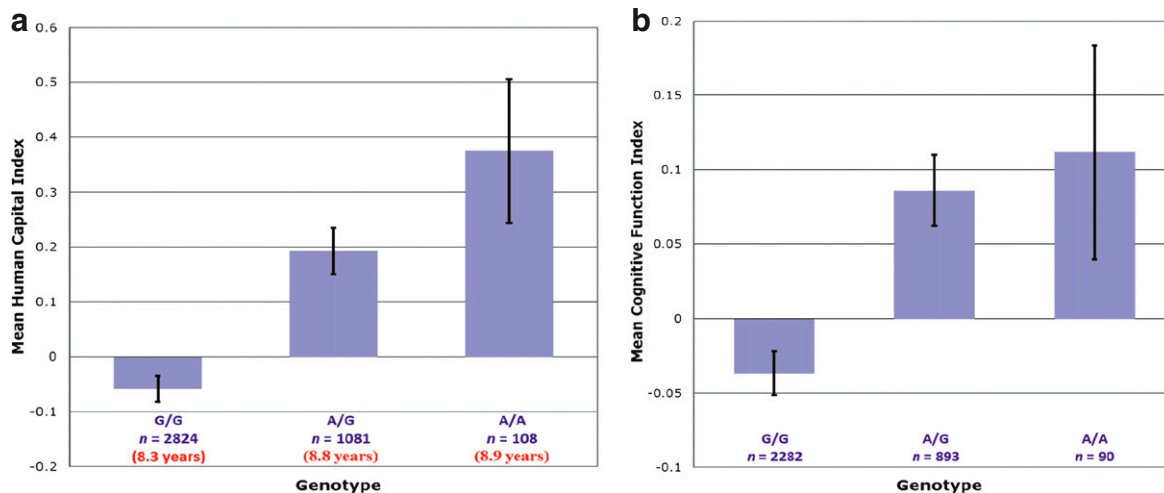 a
Mean Human Capital Index
0.6
0.5
0.4
0.3
0.2
0.1
0
-0.1
-0.2
G/G
n = 2824
(8.3 years)
A/G
n = 1081
(8.8 years)
A/A
n = 108
(8.9 years)
Genotype
b
Mean Cognitive Function Index
0.2
0.15
0.1
0.05
0
-0.05
-0.1
G/G
n = 2282
A/G
n = 893
A/A
n = 90
Genotype